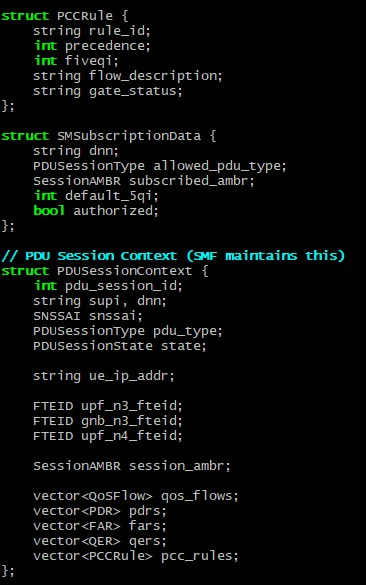 struct PCCRule {
    string rule_id;
    int precedence;
    int fiveqi;
    string flow_description;
    string gate_status;
};

struct SMSubscriptionData {
    string dnn;
    PDUSessionType allowed_pdu_type;
    SessionAMBR subscribed_ambr;
    int default_5qi;
    bool authorized;
};

// PDU Session Context (SMF maintains this)
struct PDUSessionContext {
    int pdu_session_id;
    string supi, dnn;
    SNSSAI snssai;
    PDUSessionType pdu_type;
    PDUSessionState state;

    string ue_ip_addr;

    FTEID upf_n3_fteid;
    FTEID gnb_n3_fteid;
    FTEID upf_n4_fteid;

    SessionAMBR session_ambr;

    vector<QoSFlow> qos_flows;
    vector<PDR> pdrs;
    vector<FAR> fars;
    vector<QER> qers;
    vector<PCCRule> pcc_rules;
};